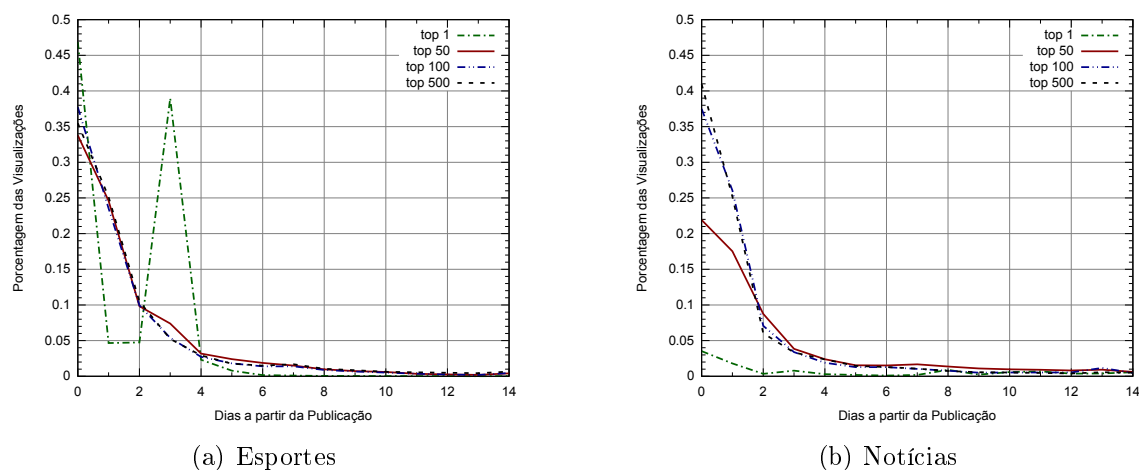 Porcentagem das Visualizações
0.5
0.45
0.4
0.35
0.3
0.25
0.2
0.15
0.1
0.05
0
top 1
top 50
top 100
top 500
0 2 4 6 8 10 12 14
Dias a partir da Publicação
(a) Esportes
Porcentagem das Visualizações
0.5
0.45
0.4
0.35
0.3
0.25
0.2
0.15
0.1
0.05
0
top 1
top 50
top 100
top 500
0 2 4 6 8 10 12 14
Dias a partir da Publicação
(b) Notícias